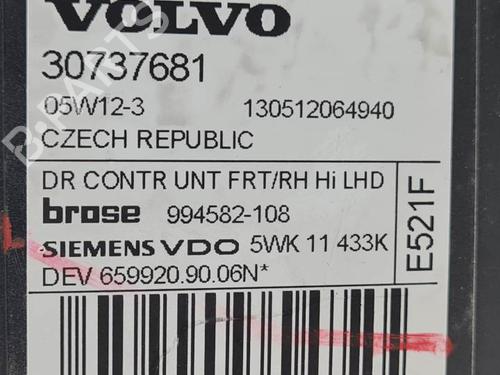 VOLVO
30737681
05W12-3 130512064940
CZECH REPUBLIC
DR CONTR UNT FRT/RH Hi LHD
brose 994582-108
SIEMENS VDO 5WK 11 433K
DEV 659920.90.06N*
E521F
B.PARTS